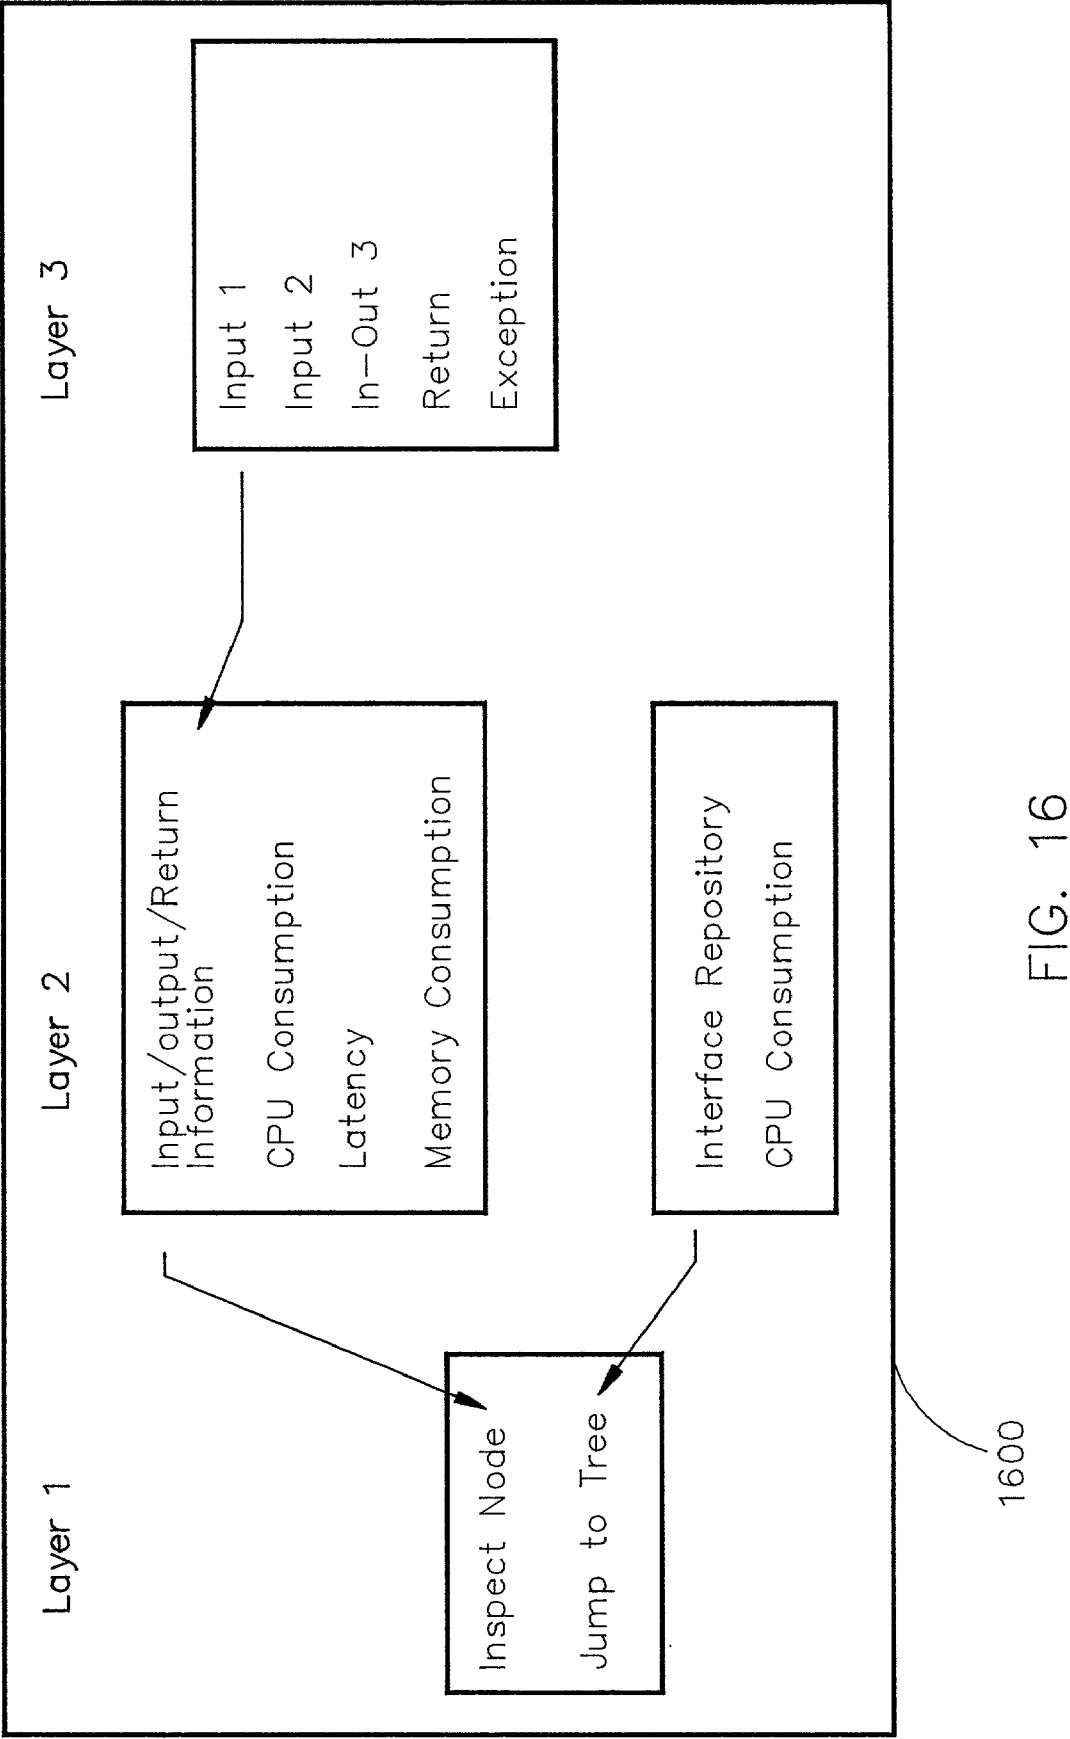 Layer 1
Layer 2
Layer 3
Inspect Node
Jump to Tree
Input/output/Return
Information
CPU Consumption
Latency
Memory Consumption
Interface Repository
CPU Consumption
Input 1
Input 2
In-Out 3
Return
Exception
1600
FIG. 16